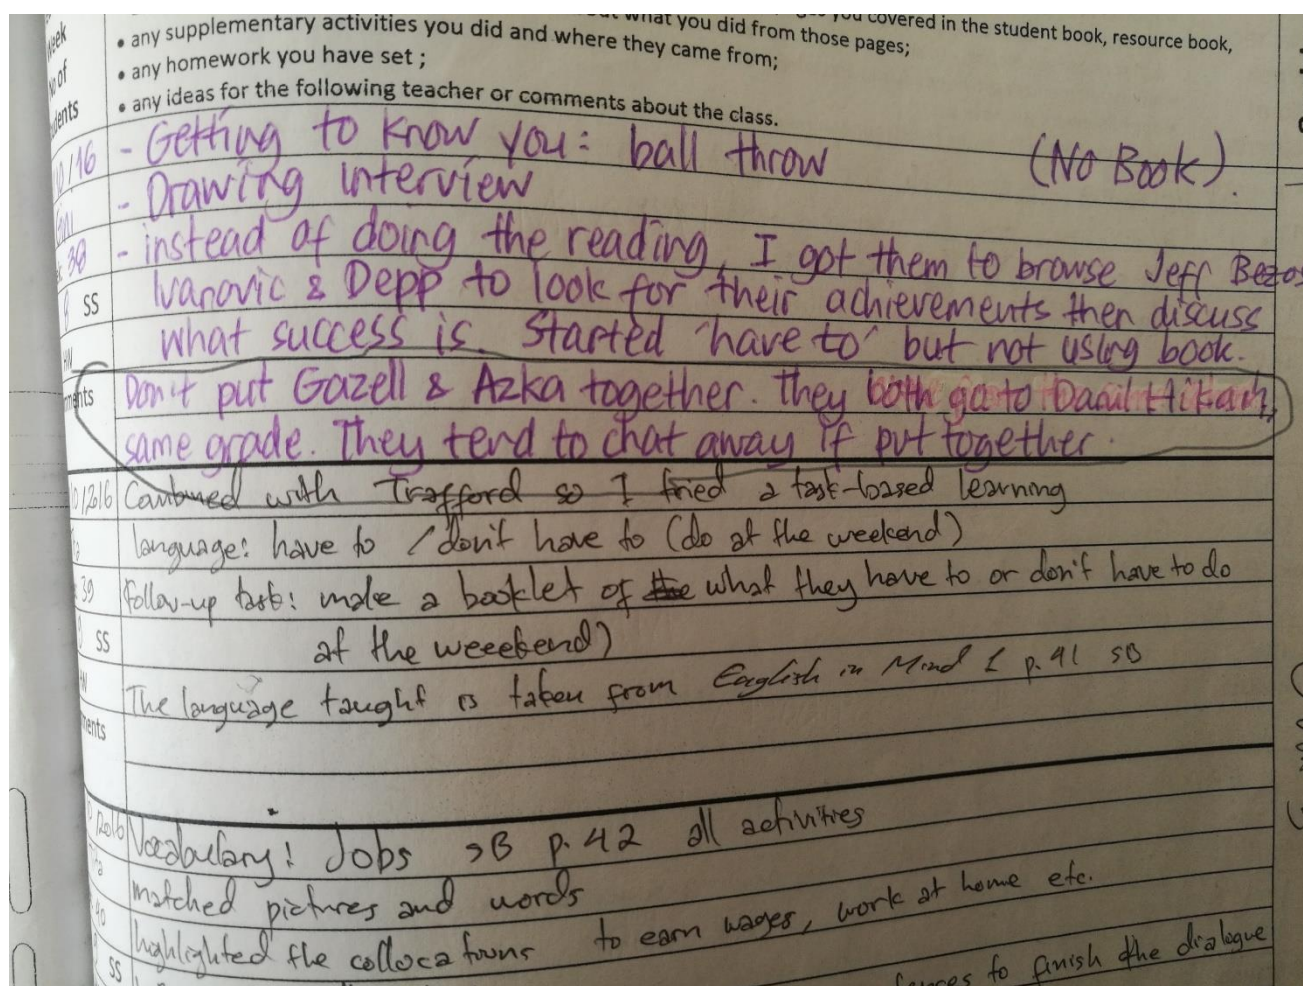 you covered in the student book, resource book,
what you did from those pages;
• any supplementary activities you did and where they came from;
• any homework you have set ;
• any ideas for the following teacher or comments about the class.
- Getting to know you: ball throw (No Book).
- Drawing interview
- instead of doing the reading, I got them to browse Jeff Bezos
Ivanovic & Depp to look for their achievements then discuss
what success is. Started 'have to' but not using book.
Don't put Gazell & Azka together. They both go to Darul Hikam,
same grade. They tend to chat away if put together.
Combined with Trafford so I tried a task-based learning
language: have to / don't have to (do at the weekend)
follow-up task: make a booklet of the what they have to or don't have to do
at the weeekend)
The language taught is taken from English in Mind 1 p. 41 SB
Vocabulary: Jobs SB p. 42 all activities
matched pictures and words
highlighted the collocations to earn wages, work at home etc.
to finish the dialogue